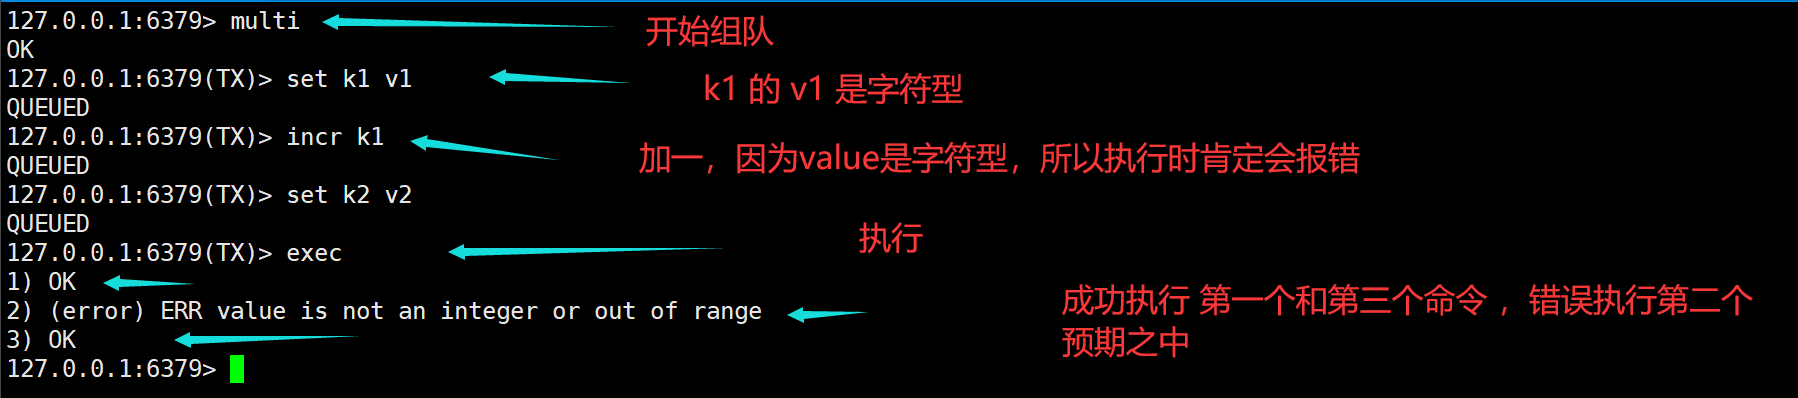 127.0.0.1:6379> multi
开始组队
OK
127.0.0.1:6379(TX)> set k1 v1
k1 的 v1 是字符型
QUEUED
127.0.0.1:6379(TX)> incr k1
加一，因为value是字符型，所以执行时肯定会报错
QUEUED
127.0.0.1:6379(TX)> set k2 v2
QUEUED
执行
127.0.0.1:6379(TX)> exec
1) OK
2) (error) ERR value is not an integer or out of range
成功执行 第一个和第三个命令 ，错误执行第二个
预期之中
3) OK
127.0.0.1:6379>